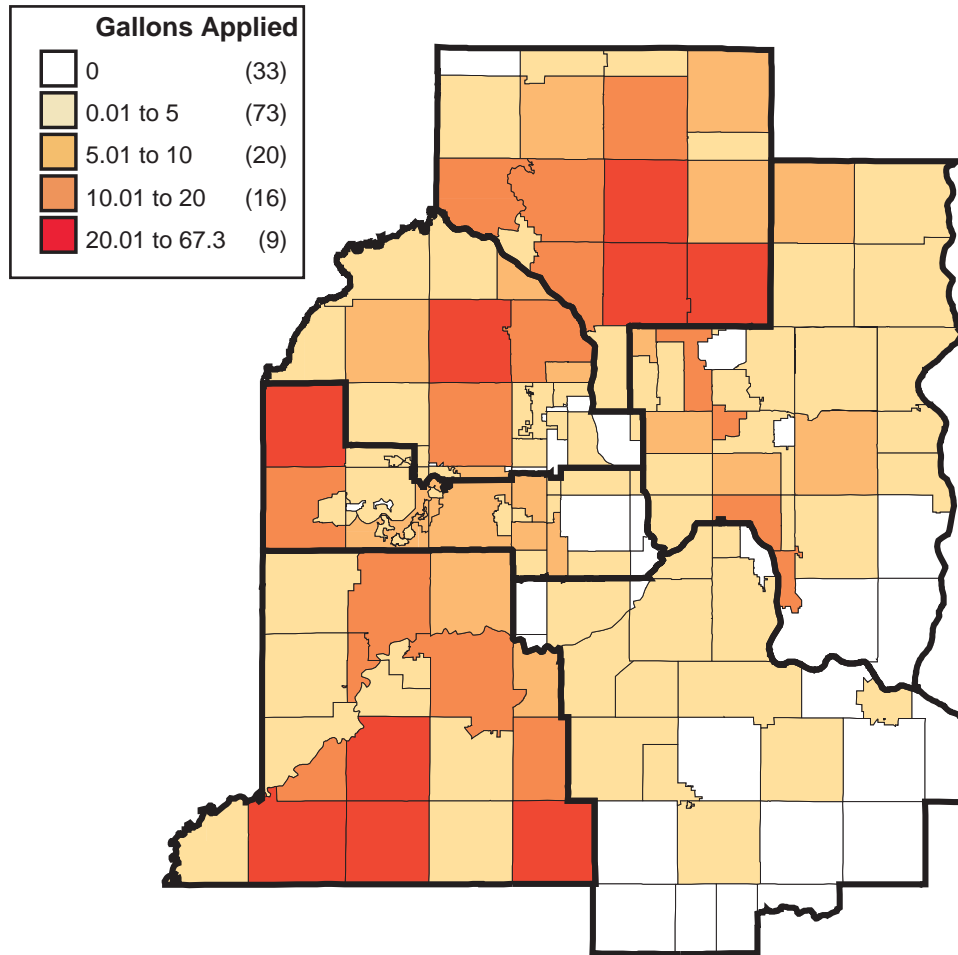 Gallons Applied
0 (33)
0.01 to 5 (73)
5.01 to 10 (20)
10.01 to 20 (16)
20.01 to 67.3 (9)